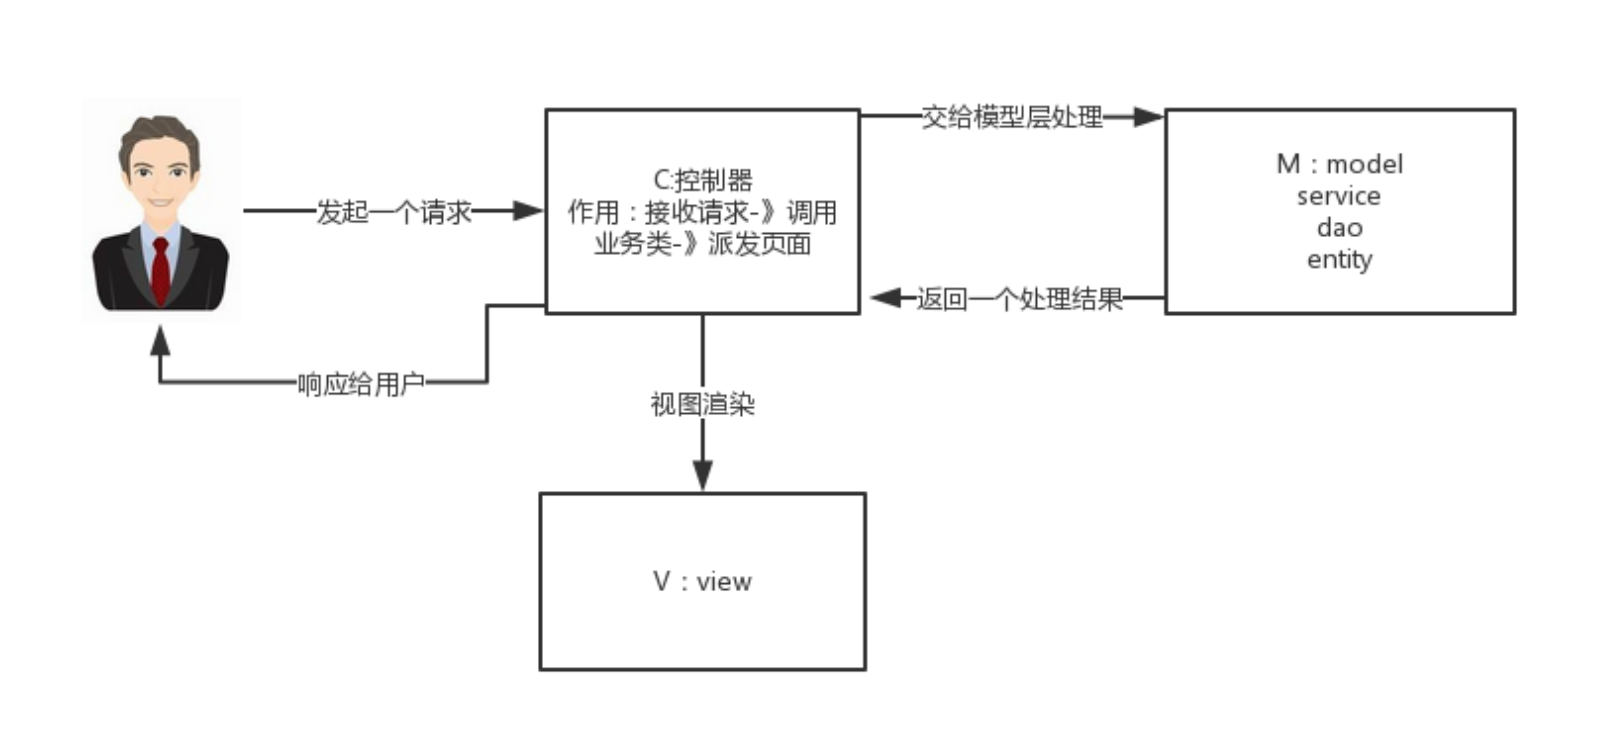 交给模型层处理
C:控制器
作用：接收请求-》调用
业务类-》派发页面
M：model
service
dao
entity
发起一个请求
返回一个处理结果
响应给用户
视图渲染
V：view